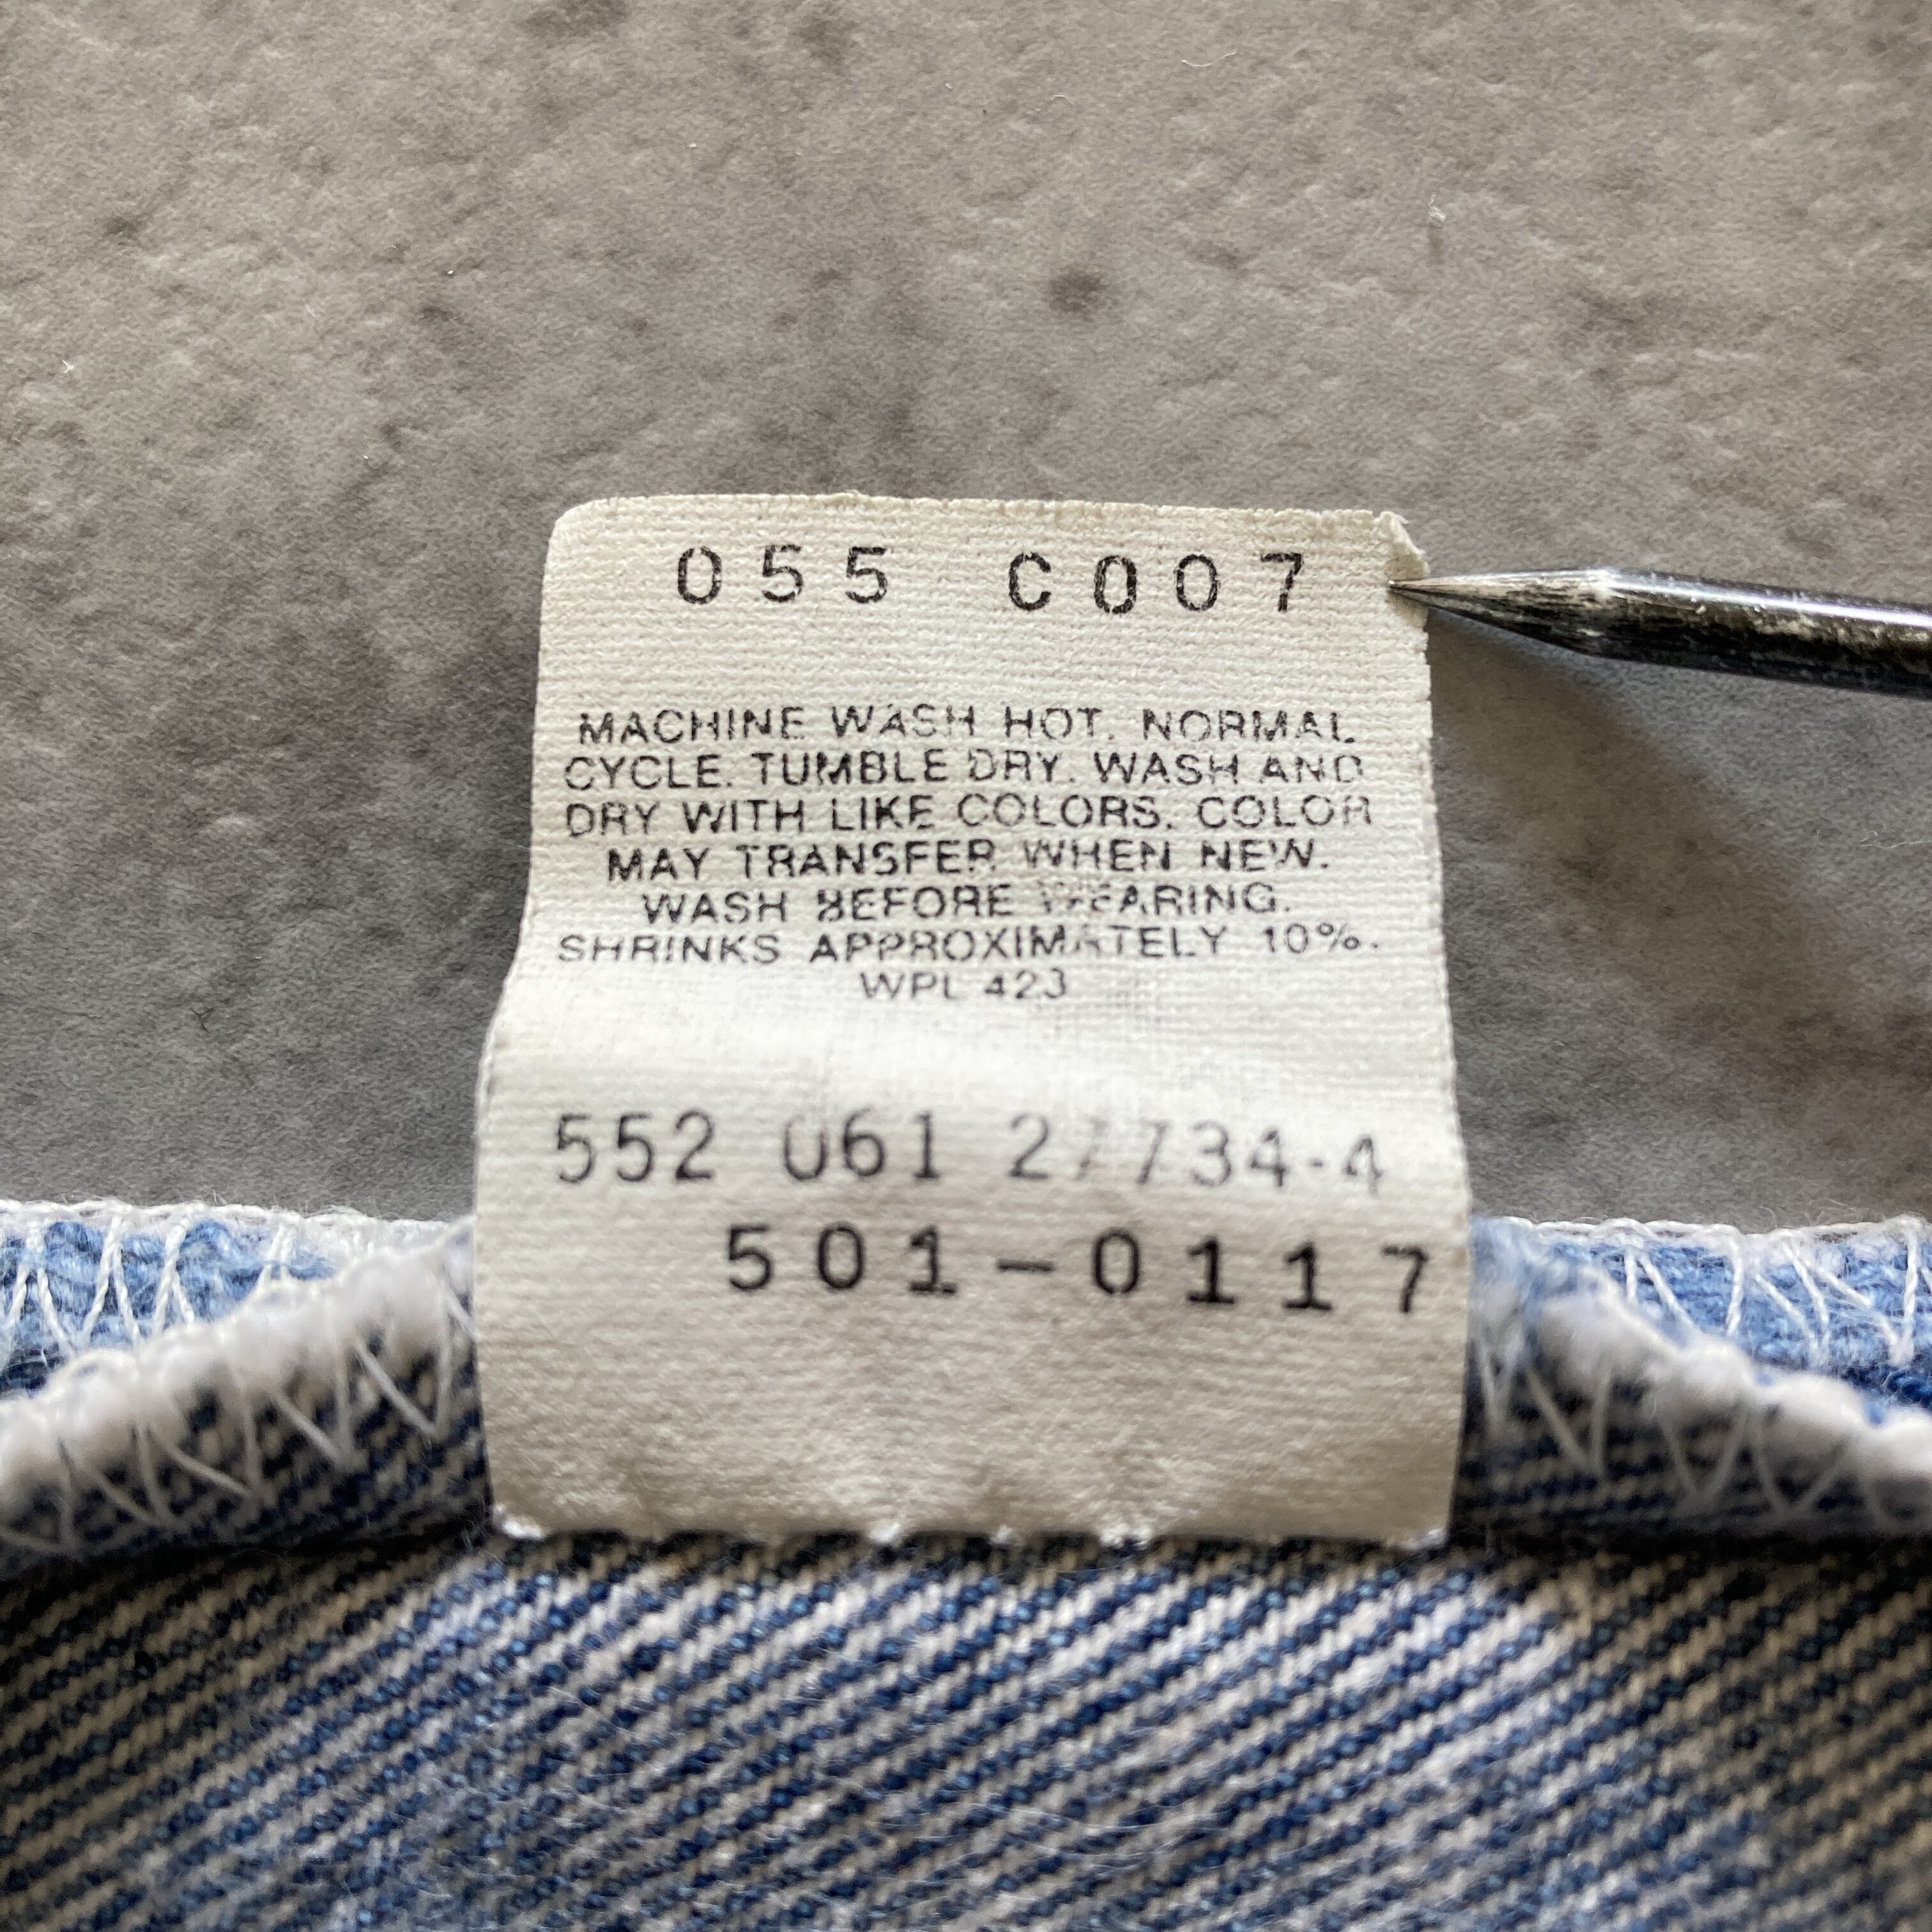 055 C007
MACHINE WASH HOT. NORMAL
CYCLE. TUMBLE DRY. WASH AND
DRY WITH LIKE COLORS. COLOR
MAY TRANSFER WHEN NEW.
WASH BEFORE WEARING.
SHRINKS APPROXIMATELY 10%.
WPL 423
552 061 27734-4
501-0117